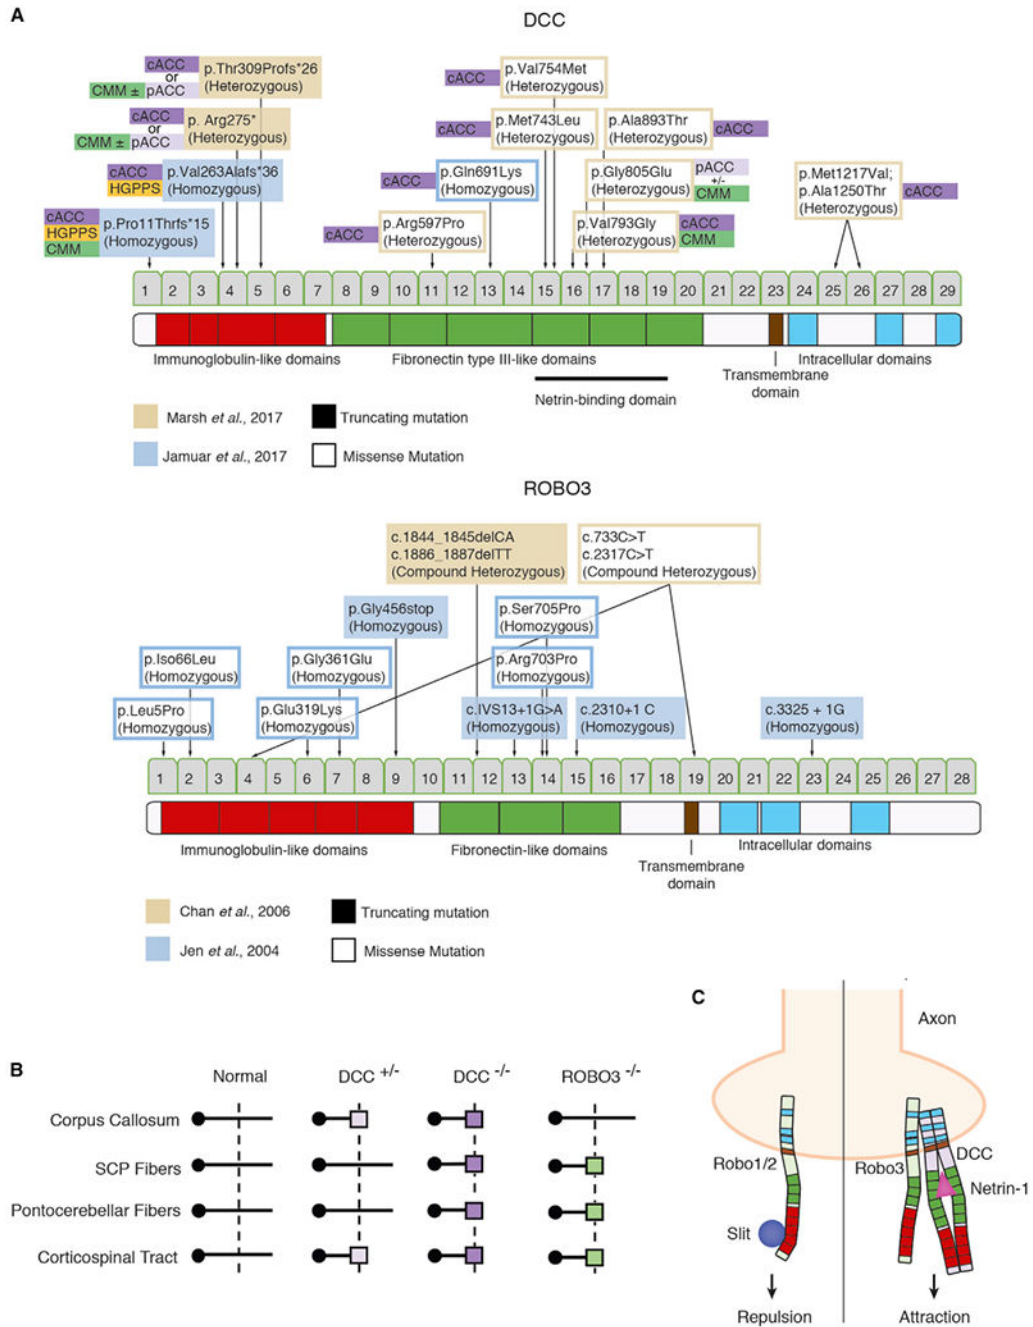 A
DCC
cACC
or
CMM ± pACC
p.Thr309Profs*26
(Heterozygous)
cACC
or
CMM ± pACC
p. Arg275*
(Heterozygous)
cACC
HGPPS
p.Val263Alafs*36
(Homozygous)
cACC
HGPPS
CMM
p.Pro11Thrfs*15
(Homozygous)
cACC
p.Val754Met
(Heterozygous)
cACC
p.Met743Leu
(Heterozygous)
p.Ala893Thr
(Heterozygous)
cACC
cACC
p.Gln691Lys
(Homozygous)
p.Gly805Glu
(Heterozygous)
pACC
+/-
CMM
cACC
p.Arg597Pro
(Heterozygous)
p.Val793Gly
(Heterozygous)
cACC
CMM
p.Met1217Val;
p.Ala1250Thr
(Heterozygous)
cACC
1 2 3 4 5 6 7 8 9 10 11 12 13 14 15 16 17 18 19 20 21 22 23 24 25 26 27 28 29
Immunoglobulin-like domains
Fibronectin type III-like domains
Intracellular domains
Transmembrane
domain
Netrin-binding domain
Marsh et al., 2017
Truncating mutation
Jamuar et al., 2017
Missense Mutation
ROBO3
c.1844_1845delCA
c.1886_1887delTT
(Compound Heterozygous)
c.733C>T
c.2317C>T
(Compound Heterozygous)
p.Gly456stop
(Homozygous)
p.Ser705Pro
(Homozygous)
p.Iso66Leu
(Homozygous)
p.Gly361Glu
(Homozygous)
p.Arg703Pro
(Homozygous)
p.Leu5Pro
(Homozygous)
p.Glu319Lys
(Homozygous)
c.IVS13+1G>A
(Homozygous)
c.2310+1 C
(Homozygous)
c.3325 + 1G
(Homozygous)
1 2 3 4 5 6 7 8 9 10 11 12 13 14 15 16 17 18 19 20 21 22 23 24 25 26 27 28
Immunoglobulin-like domains
Fibronectin-like domains
Intracellular domains
Transmembrane
domain
Chan et al., 2006
Truncating mutation
Jen et al., 2004
Missense Mutation
B
Normal
DCC +/-
DCC -/-
ROBO3 -/-
Corpus Callosum
SCP Fibers
Pontocerebellar Fibers
Corticospinal Tract
C
Axon
Robo1/2
Robo3
DCC
Netrin-1
Slit
Repulsion
Attraction